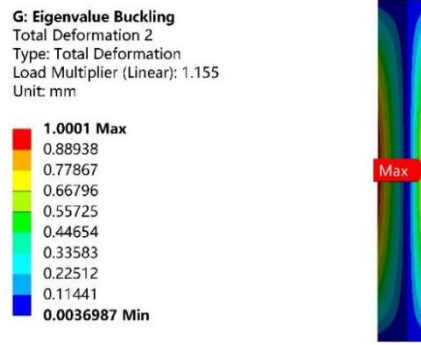 G: Eigenvalue Buckling
Total Deformation 2
Type: Total Deformation
Load Multiplier (Linear): 1.155
Unit: mm
1.0001 Max
0.88938
0.77867
0.66796
0.55725
0.44654
0.33583
0.22512
0.11441
0.0036987 Min
Max